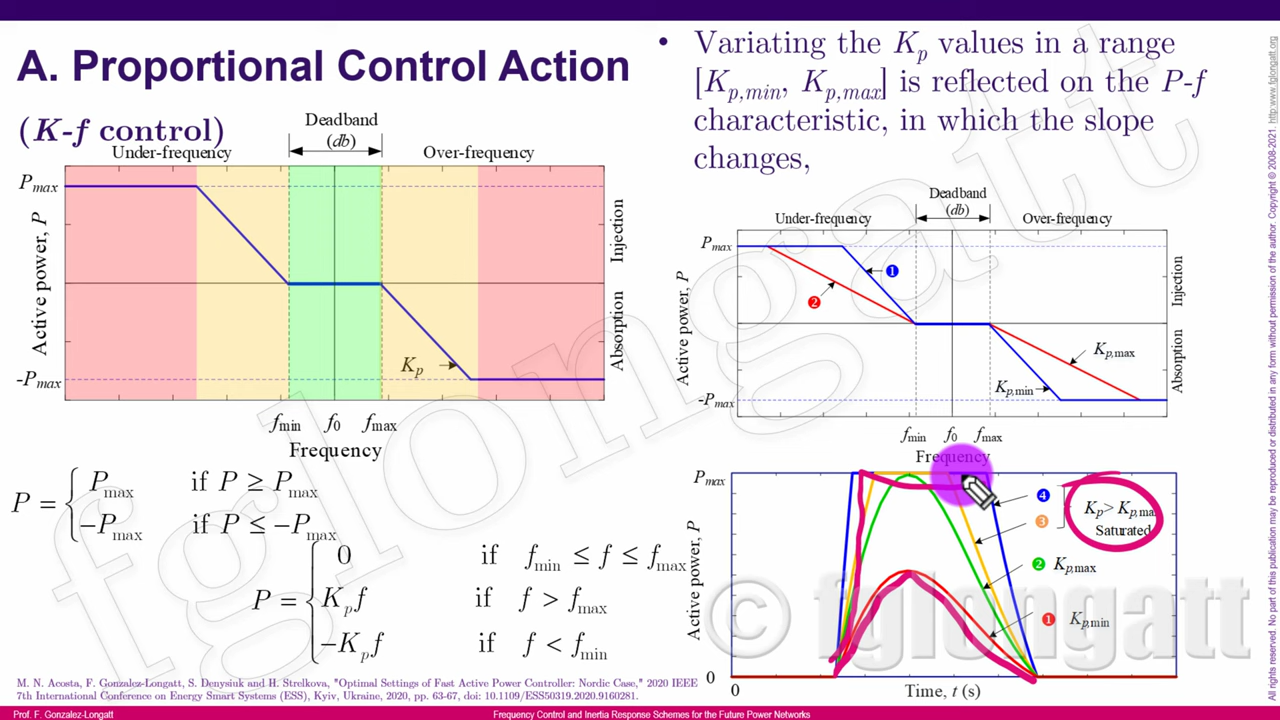 A. Proportional Control Action
(K-f control)
Deadband
(db)
Under-frequency
Over-frequency
Pmax
Active power, P
-Pmax
Injection
Absorption
Kp
fmin f0 fmax
Frequency
P = { Pmax if P ≥ Pmax
−Pmax if P ≤ −Pmax
P = { 0 if fmin ≤ f ≤ fmax
Kp f if f > fmax
−Kp f if f < fmin
• Variating the Kp values in a range
[Kp,min, Kp,max] is reflected on the P-f
characteristic, in which the slope
changes,
Deadband
(db)
Under-frequency
Over-frequency
Pmax
Active power, P
-Pmax
1
2
Kp,max
Kp,min
Injection
Absorption
fmin f0 fmax
Frequency
Pmax
Active power, P
0
0
Time, t (s)
4
3
Kp > Kp,max
Saturated
2 Kp,max
1 Kp,min
M. N. Acosta, F. Gonzalez-Longatt, S. Denysiuk and H. Strelkova, "Optimal Settings of Fast Active Power Controller: Nordic Case," 2020 IEEE
7th International Conference on Energy Smart Systems (ESS), Kyiv, Ukraine, 2020, pp. 63-67, doi: 10.1109/ESS50319.2020.9160281.
Prof. F. Gonzalez-Longatt
Frequency Control and Inertia Response Schemes for the Future Power Networks
All rights reserved. No part of this publication may be reproduced or distributed in any form without permission of the author. Copyright © 2008-2021. http:www.fglongatt.org
fglongatt
© fglongatt